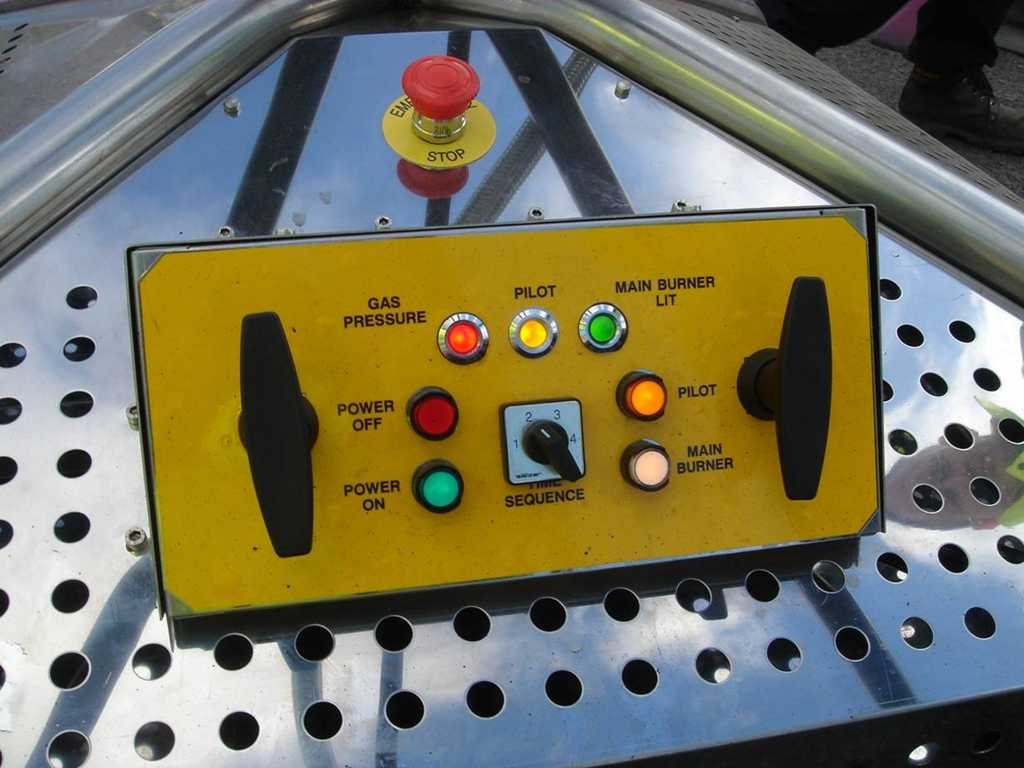 STOP
GAS
PRESSURE
PILOT
MAIN BURNER
LIT
POWER
OFF
1 2 3 4
PILOT
POWER
ON
MAIN
BURNER
TIME
SEQUENCE